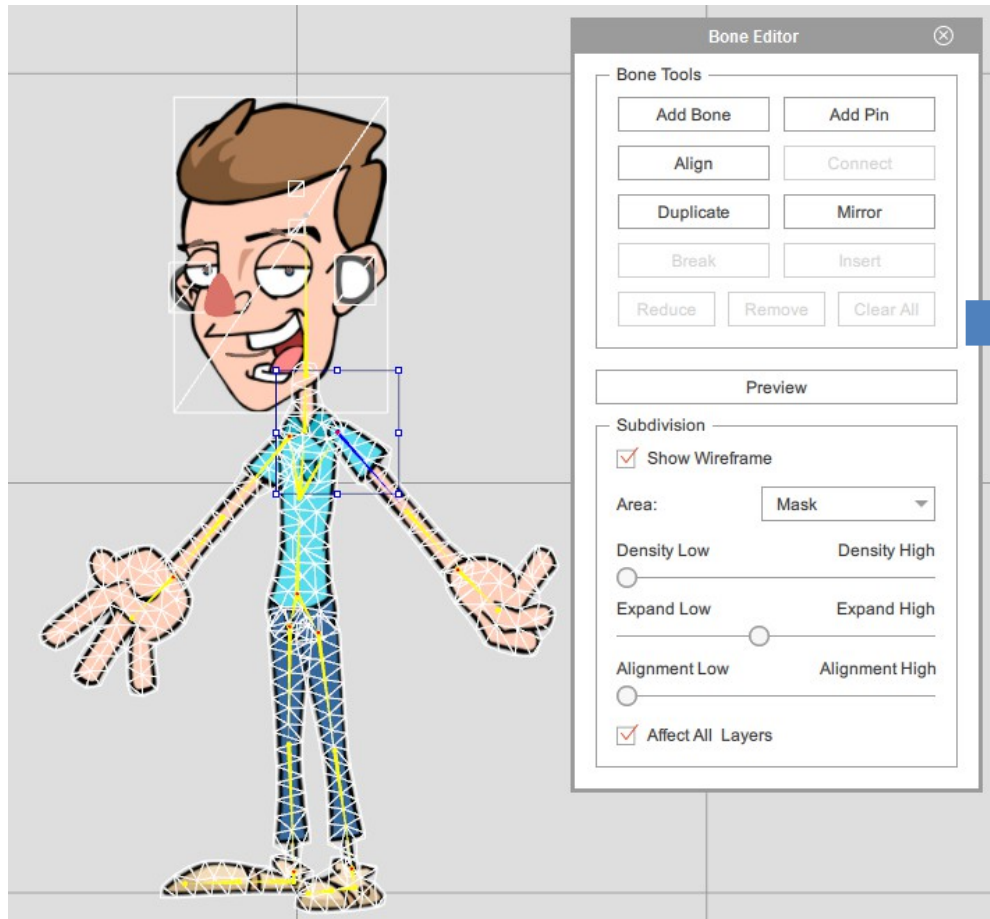 Bone Editor
Bone Tools
Add Bone Add Pin
Align Connect
Duplicate Mirror
Break Insert
Reduce Remove Clear All
Preview
Subdivision
Show Wireframe
Area: Mask
Density Low Density High
Expand Low Expand High
Alignment Low Alignment High
Affect All Layers